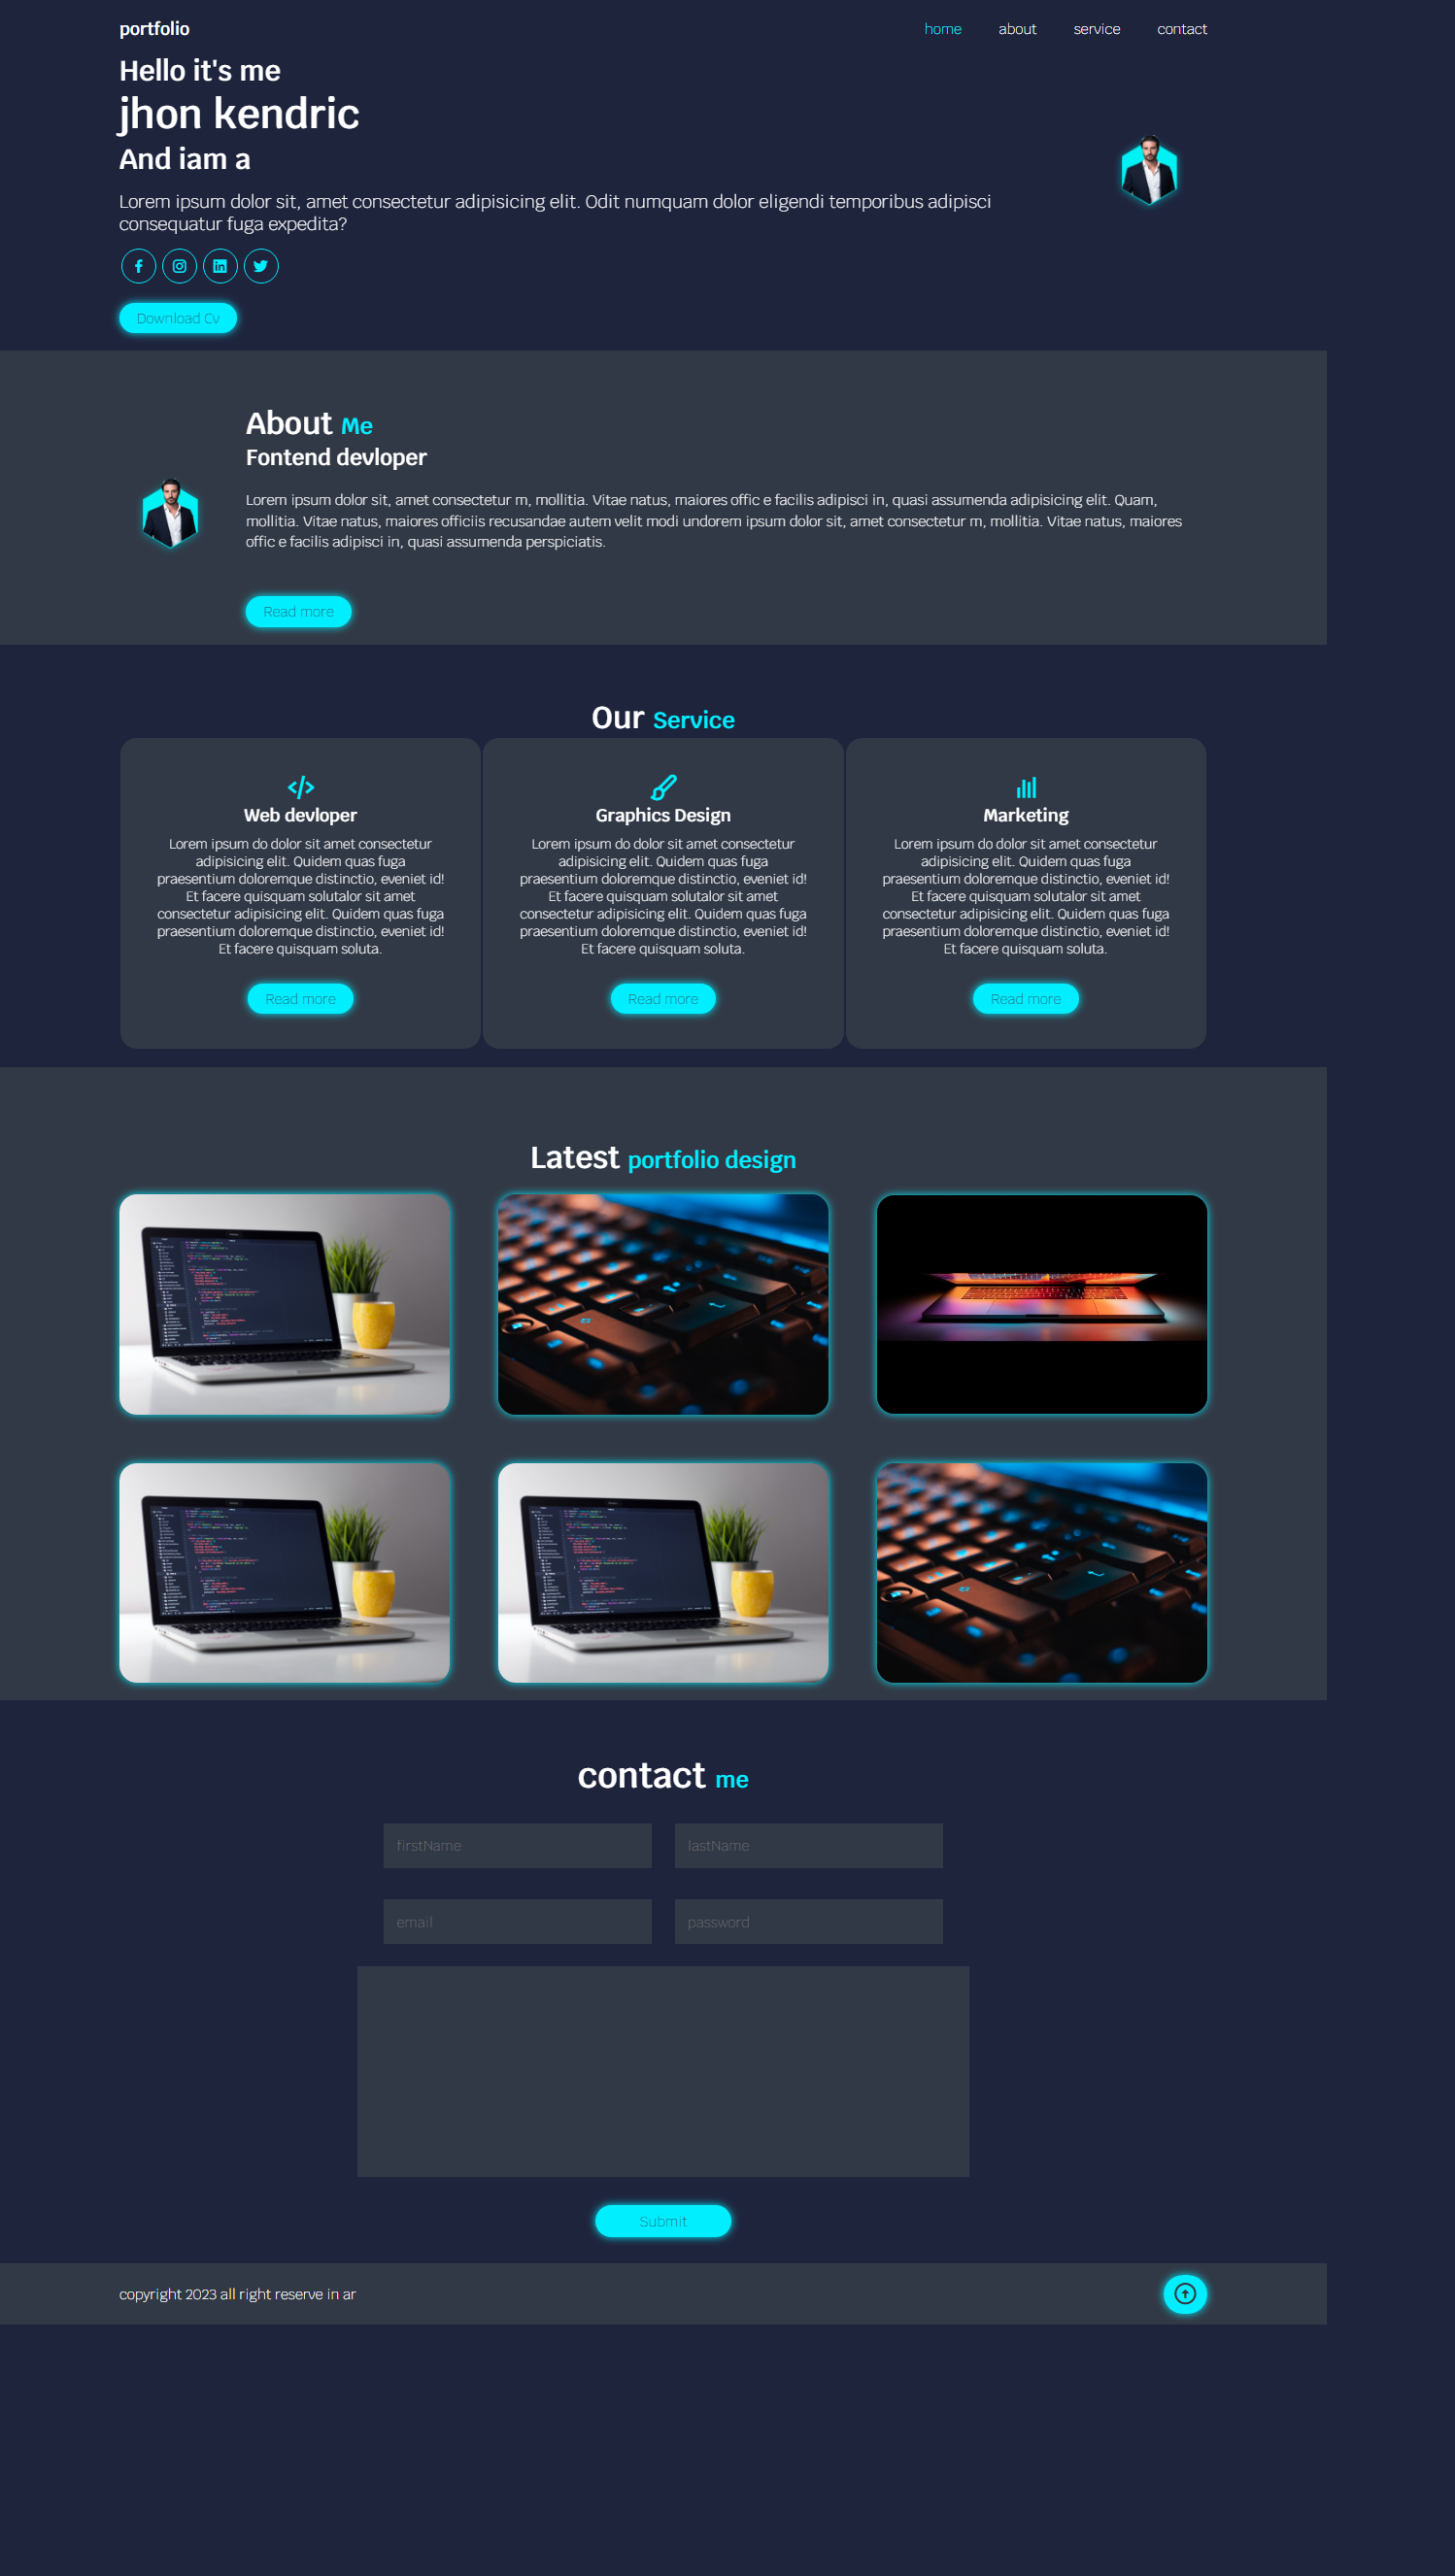 portfolio
home about service contact
Hello it's me
jhon kendric
And iam a
Lorem ipsum dolor sit, amet consectetur adipisicing elit. Odit numquam dolor eligendi temporibus adipisci
consequatur fuga expedita?
Download Cv
About Me
Fontend devloper
Lorem ipsum dolor sit, amet consectetur m, mollitia. Vitae natus, maiores offic e facilis adipisci in, quasi assumenda adipisicing elit. Quam,
mollitia. Vitae natus, maiores officiis recusandae autem velit modi undorem ipsum dolor sit, amet consectetur m, mollitia. Vitae natus, maiores
offic e facilis adipisci in, quasi assumenda perspiciatis.
Read more
Our Service
Web devloper
Lorem ipsum do dolor sit amet consectetur
adipisicing elit. Quidem quas fuga
praesentium doloremque distinctio, eveniet id!
Et facere quisquam solutalor sit amet
consectetur adipisicing elit. Quidem quas fuga
praesentium doloremque distinctio, eveniet id!
Et facere quisquam soluta.
Read more
Graphics Design
Lorem ipsum do dolor sit amet consectetur
adipisicing elit. Quidem quas fuga
praesentium doloremque distinctio, eveniet id!
Et facere quisquam solutalor sit amet
consectetur adipisicing elit. Quidem quas fuga
praesentium doloremque distinctio, eveniet id!
Et facere quisquam soluta.
Read more
Marketing
Lorem ipsum do dolor sit amet consectetur
adipisicing elit. Quidem quas fuga
praesentium doloremque distinctio, eveniet id!
Et facere quisquam solutalor sit amet
consectetur adipisicing elit. Quidem quas fuga
praesentium doloremque distinctio, eveniet id!
Et facere quisquam soluta.
Read more
Latest portfolio design
contact me
firstName
lastName
email
password
Submit
copyright 2023 all right reserve in ar